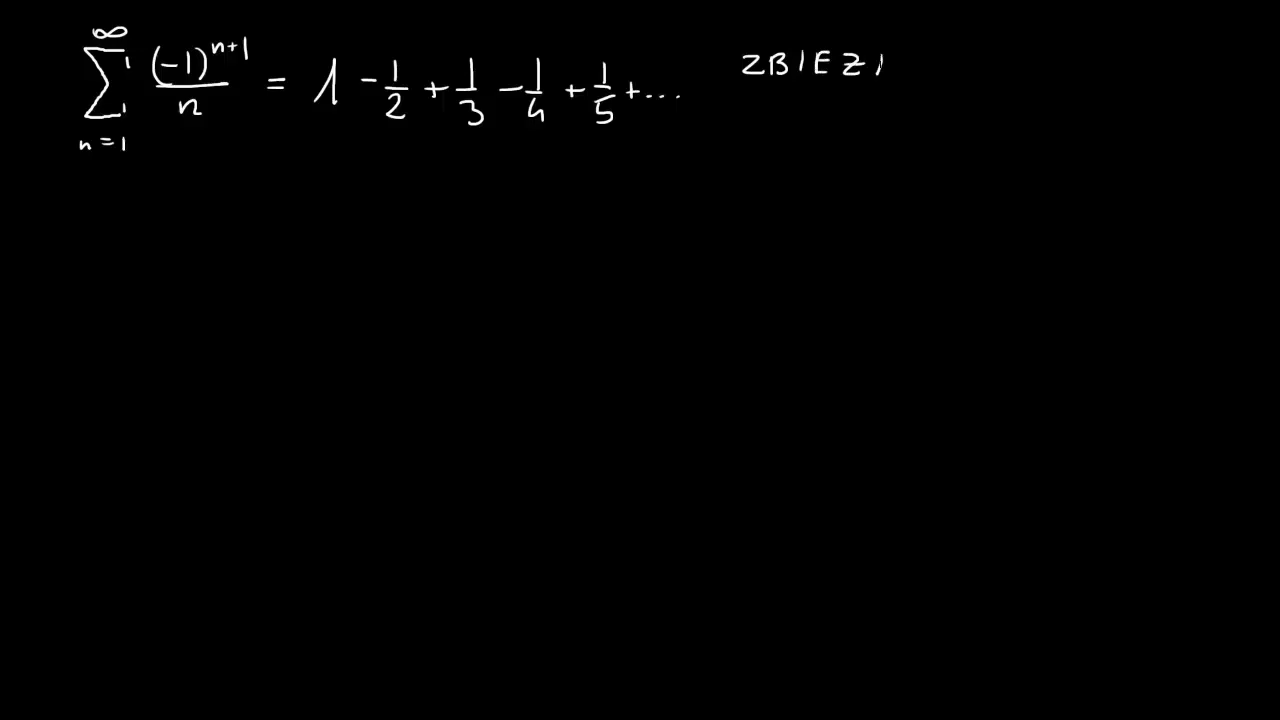 ∑_{n=1}^{∞} (-1)^{n+1}/n = 1 - 1/2 + 1/3 - 1/4 + 1/5 + ... ZBIEZ